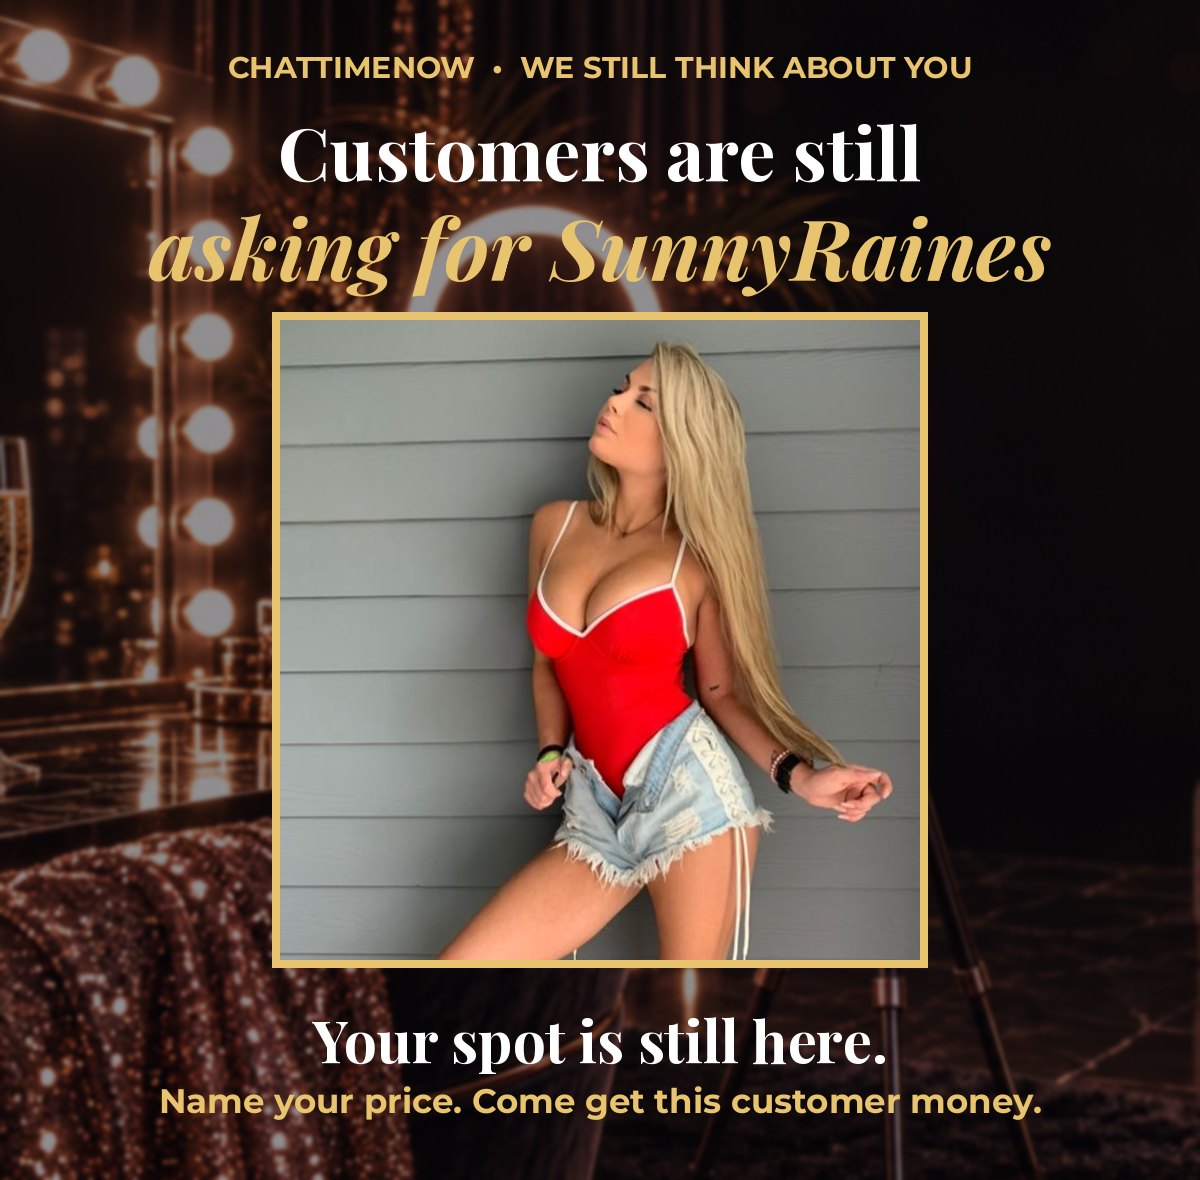 CHATTIMENOW • WE STILL THINK ABOUT YOU
Customers are still
asking for SunnyRaines
Your spot is still here.
Name your price. Come get this customer money.